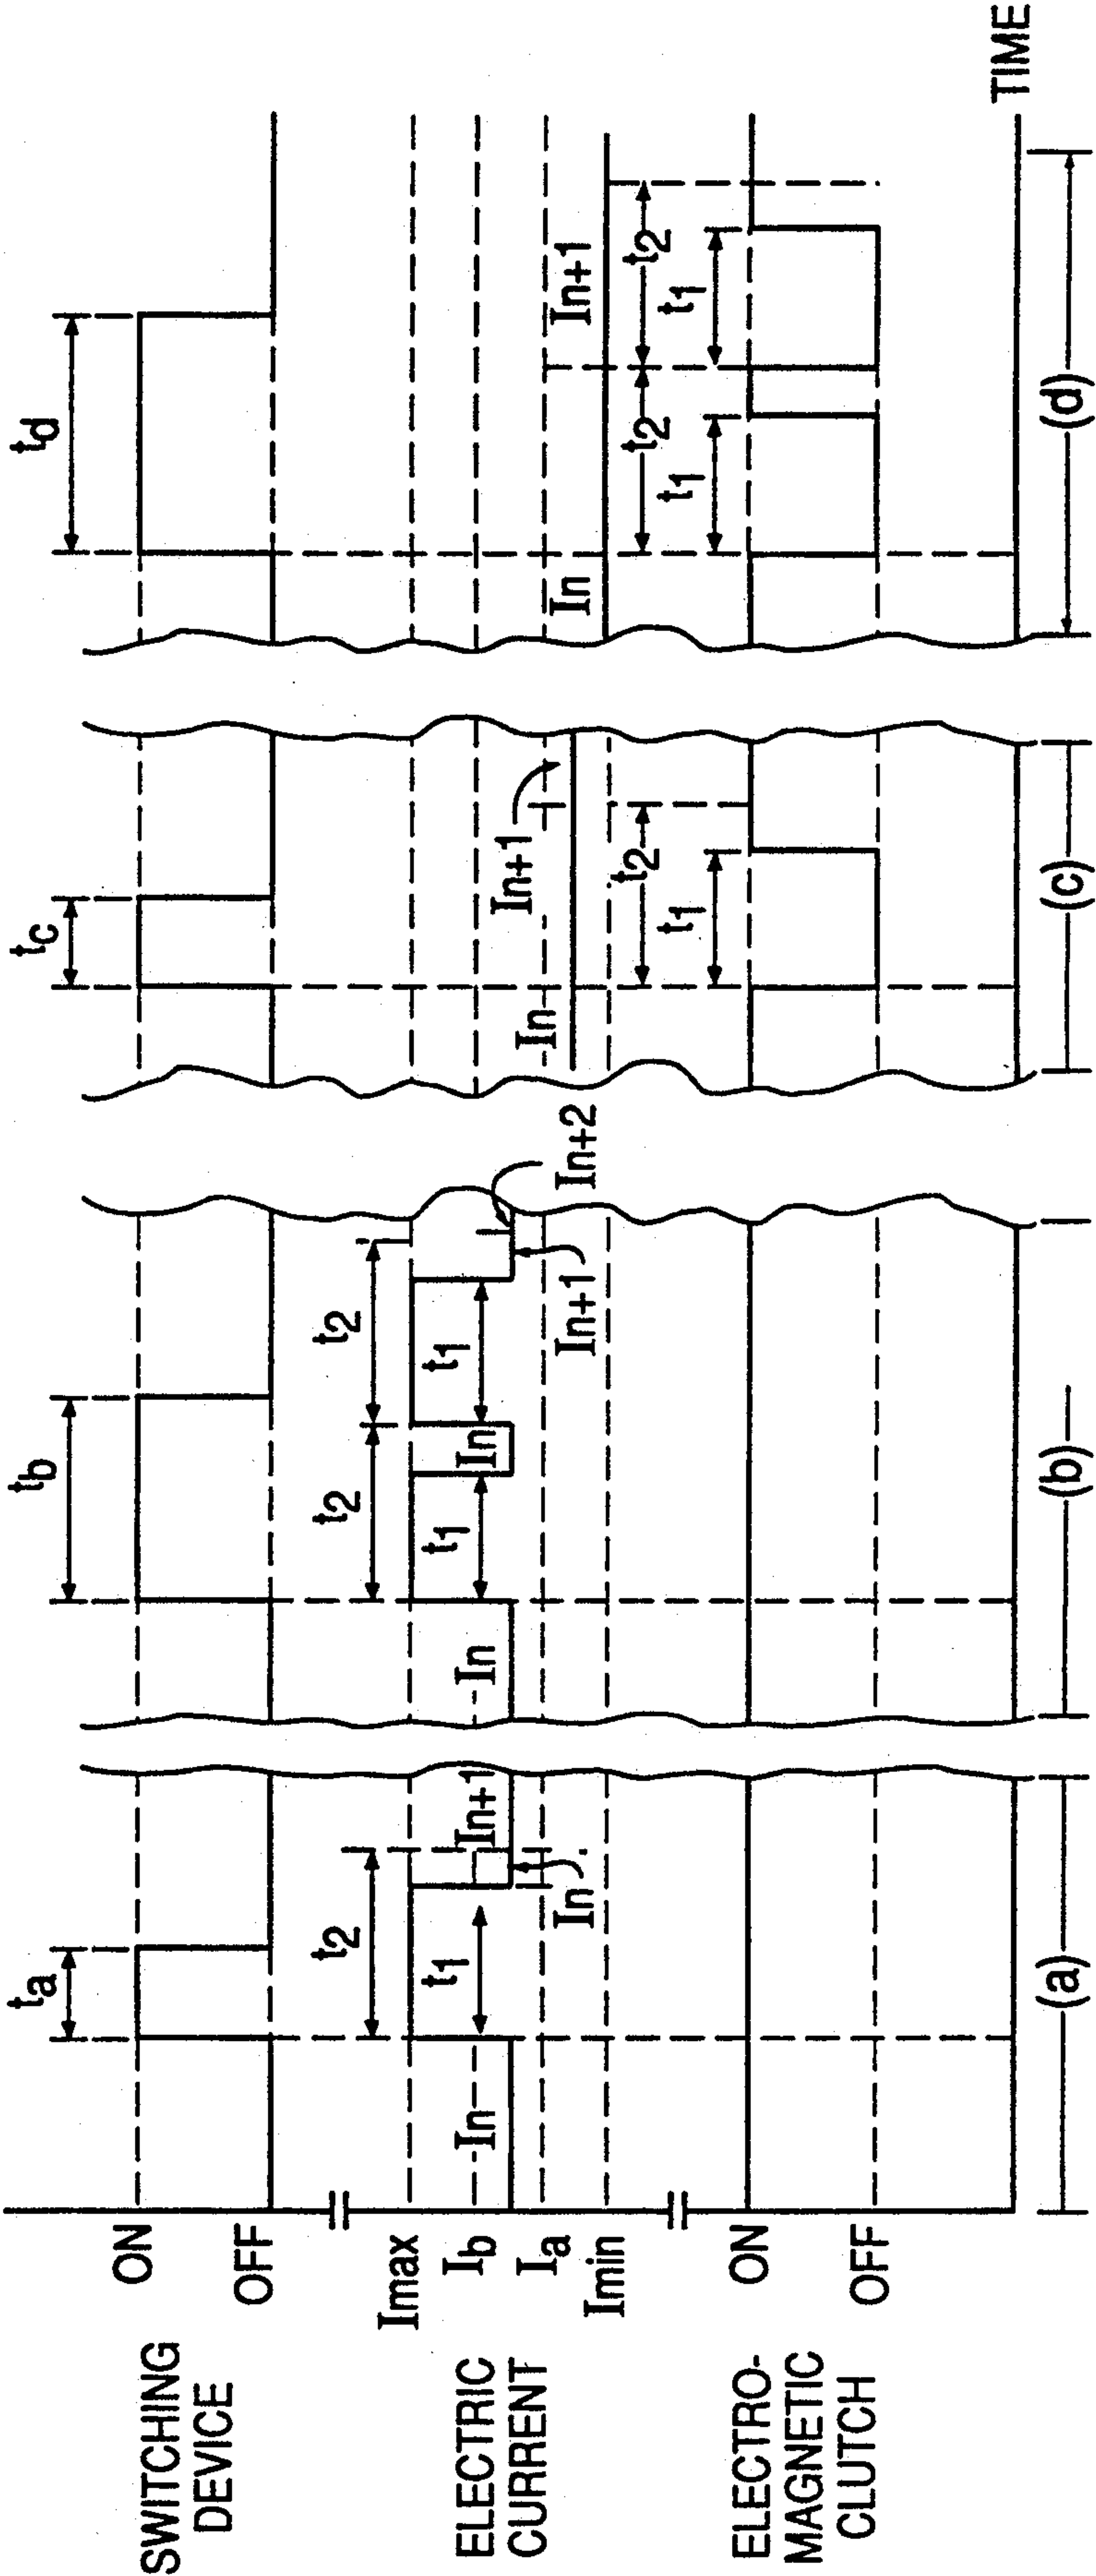 SWITCHING
DEVICE
ON
OFF
ta
tb
tc
td
ELECTRIC
CURRENT
Imax
Ib
Ia
Imin
In
t1
t2
In
In+1
In
t1
t2
In
t1
t2
In+1
In+2
In
In+1
t1
t2
In
t2
t1
In+1
t2
t1
ELECTRO-
MAGNETIC
CLUTCH
ON
OFF
(a)
(b)
(c)
(d)
TIME